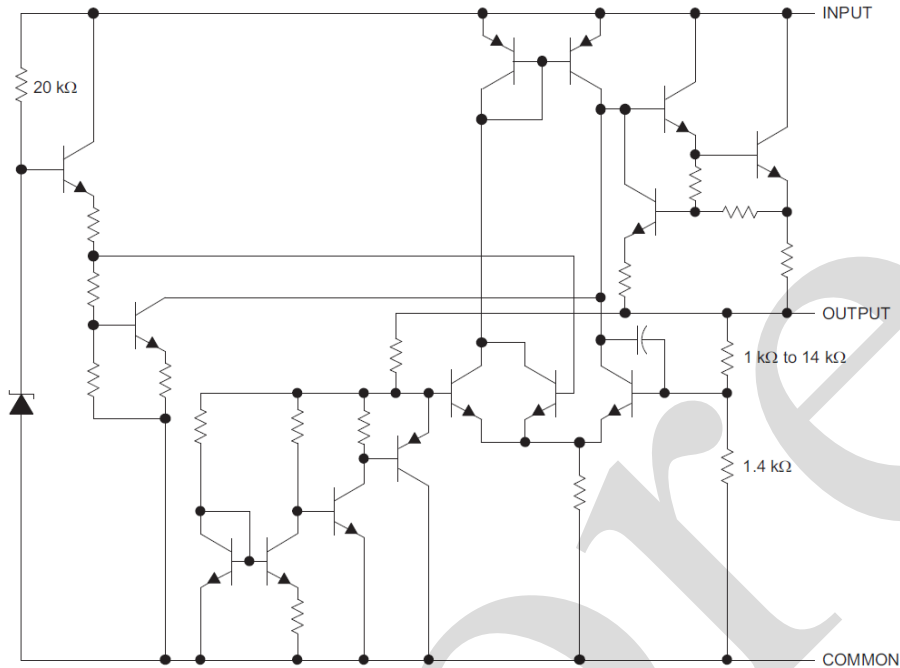 INPUT
20 kΩ
OUTPUT
1 kΩ to 14 kΩ
1.4 kΩ
COMMON